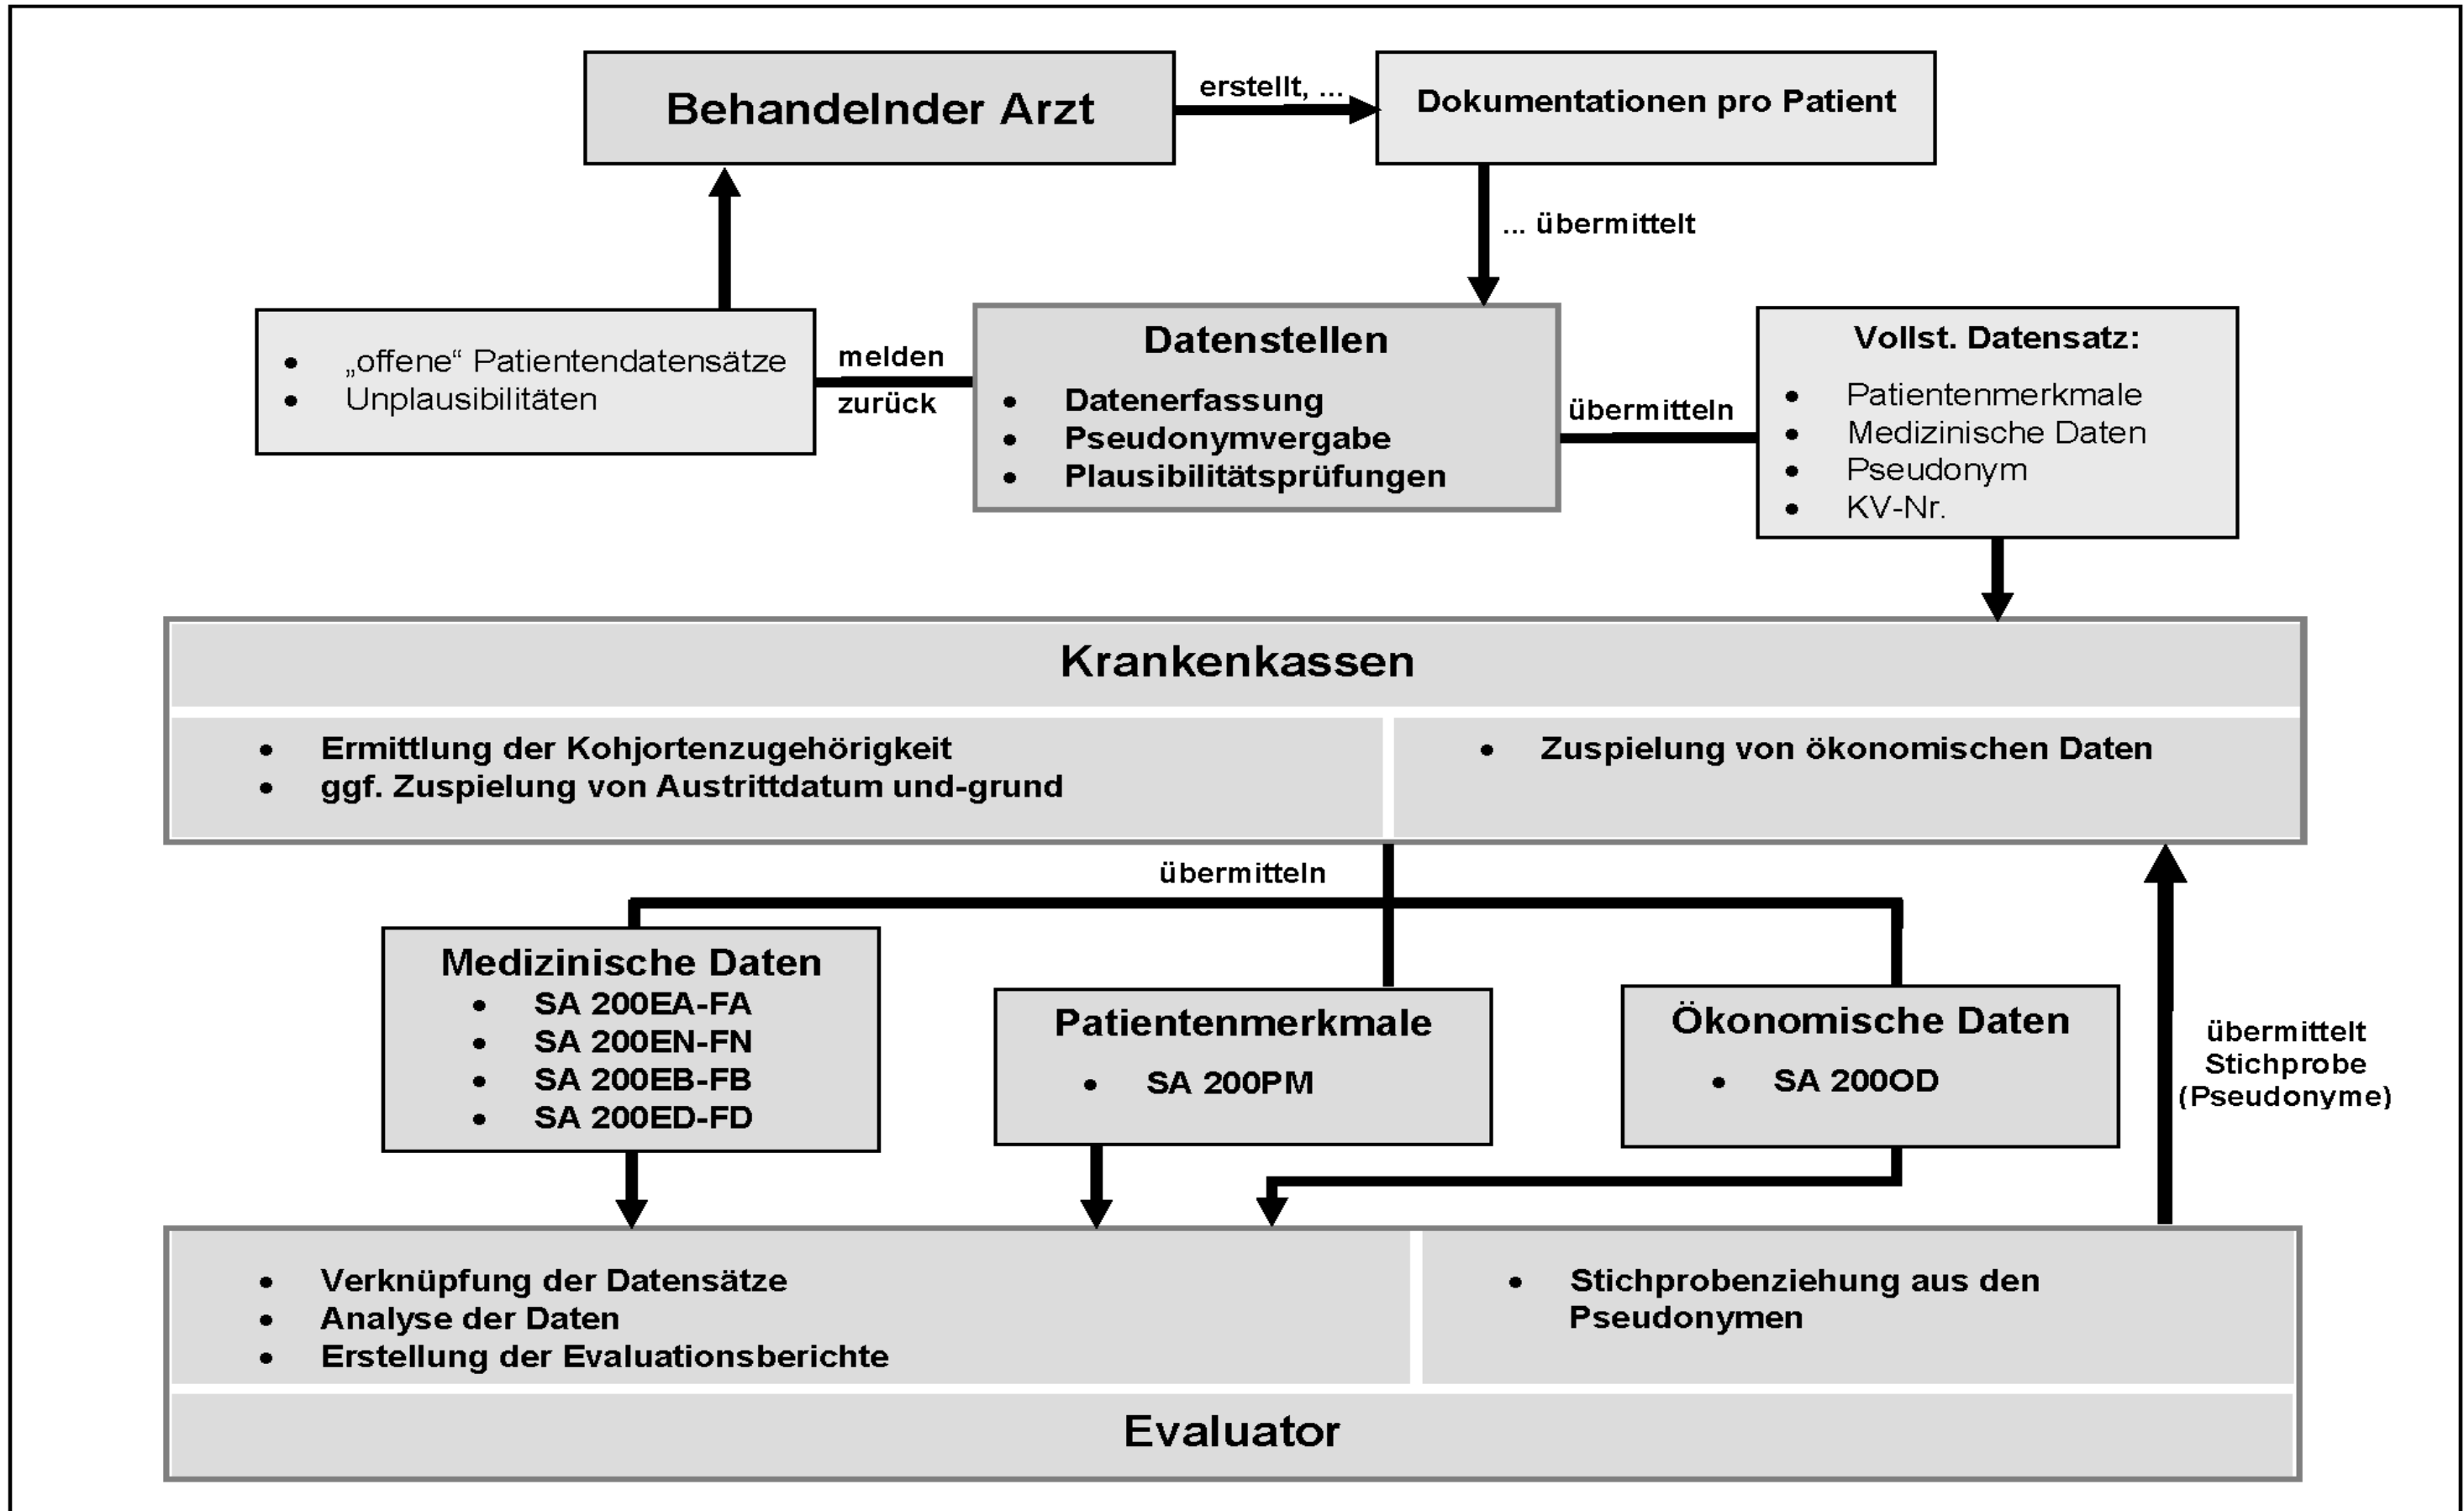 Behandelnder Arzt
erstellt, ...
Dokumentationen pro Patient
... übermittelt
• „offene“ Patientendatensätze
• Unplausibilitäten
melden
zurück
Datenstellen
• Datenerfassung
• Pseudonymvergabe
• Plausibilitätsprüfungen
übermitteln
Vollst. Datensatz:
• Patientenmerkmale
• Medizinische Daten
• Pseudonym
• KV-Nr.
Krankenkassen
• Ermittlung der Kohjortenzugehörigkeit
• ggf. Zuspielung von Austrittdatum und-grund
• Zuspielung von ökonomischen Daten
übermitteln
Medizinische Daten
• SA 200EA-FA
• SA 200EN-FN
• SA 200EB-FB
• SA 200ED-FD
Patientenmerkmale
• SA 200PM
Ökonomische Daten
• SA 200OD
übermittelt
Stichprobe
(Pseudonyme)
• Verknüpfung der Datensätze
• Analyse der Daten
• Erstellung der Evaluationsberichte
• Stichprobenziehung aus den
Pseudonymen
Evaluator